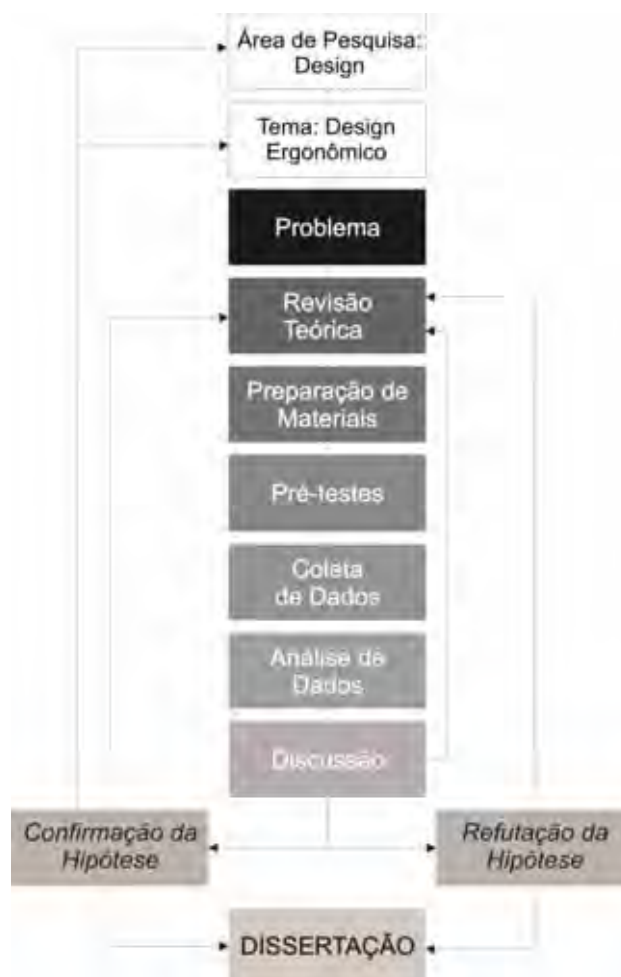 Área de Pesquisa:
Design
Tema: Design
Ergonômico
Problema
Revisão
Teórica
Preparação de
Materiais
Pré-testes
Coleta
de Dados
Análise de
Dados
Discussão
Confirmação da
Hipótese
Refutação da
Hipótese
DISSERTAÇÃO